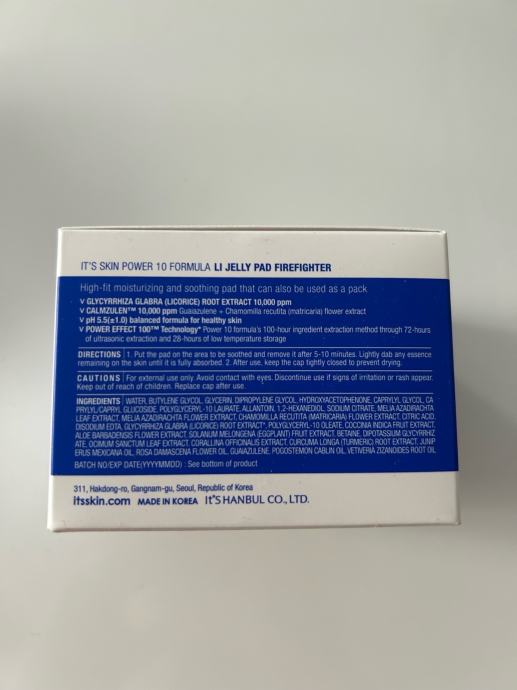 IT'S SKIN POWER 10 FORMULA LI JELLY PAD FIREFIGHTER
High-fit moisturizing and soothing pad that can also be used as a pack
V GLYCYRRHIZA GLABRA (LICORICE) ROOT EXTRACT 10,000 ppm
V CALMZULEN™ 10,000 ppm Guaiazulene + Chamomilla recutita (matricaria) flower extract
V pH 5.5(±1.0) balanced formula for healthy skin
V POWER EFFECT 100™ Technology* Power 10 formula's 100-hour ingredient extraction method through 72-hours
of ultrasonic extraction and 28-hours of low temperature storage
DIRECTIONS 1. Put the pad on the area to be soothed and remove it after 5-10 minutes. Lightly dab any essence
remaining on the skin until it is fully absorbed. 2. After use, keep the cap tightly closed to prevent drying.
CAUTIONS For external use only. Avoid contact with eyes. Discontinue use if signs of irritation or rash appear.
Keep out of reach of children. Replace cap after use.
INGREDIENTS WATER, BUTYLENE GLYCOL, GLYCERIN, DIPROPYLENE GLYCOL, HYDROXYACETOPHENONE, CAPRYLYL GLYCOL, CA
PRYLYL/CAPRYL GLUCOSIDE, POLYGLYCERYL-10 LAURATE, ALLANTOIN, 1,2-HEXANEDIOL, SODIUM CITRATE, MELIA AZADIRACHTA
LEAF EXTRACT, MELIA AZADIRACHTA FLOWER EXTRACT, CHAMOMILLA RECUTITA (MATRICARIA) FLOWER EXTRACT, CITRIC ACID,
DISODIUM EDTA, GLYCYRRHIZA GLABRA (LICORICE) ROOT EXTRACT*, POLYGLYCERYL-10 OLEATE, COCCINIA INDICA FRUIT EXTRACT,
ALOE BARBADENSIS FLOWER EXTRACT, SOLANUM MELONGENA (EGGPLANT) FRUIT EXTRACT, BETAINE, DIPOTASSIUM GLYCYRRHIZ
ATE, OCIMUM SANCTUM LEAF EXTRACT, CORALLINA OFFICINALIS EXTRACT, CURCUMA LONGA (TURMERIC) ROOT EXTRACT, JUNIP
ERUS MEXICANA OIL, ROSA DAMASCENA FLOWER OIL, GUAIAZULENE, POGOSTEMON CABLIN OIL, VETIVERIA ZIZANOIDES ROOT OIL
BATCH NO/EXP DATE(YYYYMMDD) : See bottom of product
311, Hakdong-ro, Gangnam-gu, Seoul, Republic of Korea
itsskin.com MADE IN KOREA IT'S HANBUL CO., LTD.